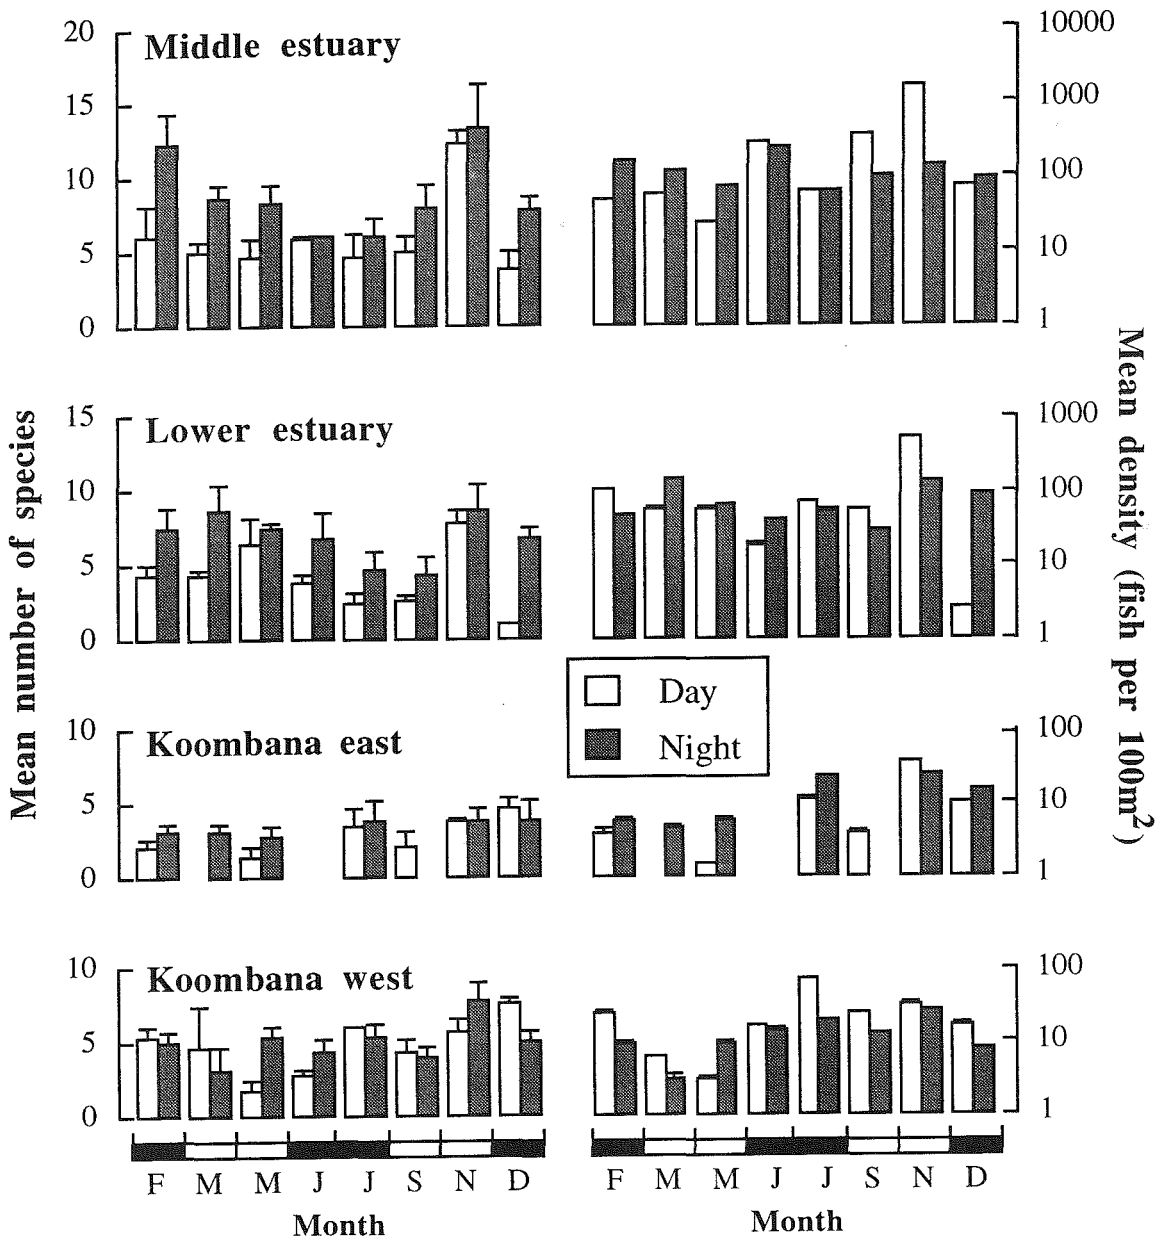 Middle estuary
20
15
10
5
0
10000
1000
100
10
1
Lower estuary
15
10
5
0
1000
100
10
1
Mean number of species
Mean density (fish per 100m2)
Day
Night
Koombana east
10
5
0
100
10
1
Koombana west
10
5
0
100
10
1
F M M J J S N D
F M M J J S N D
Month
Month